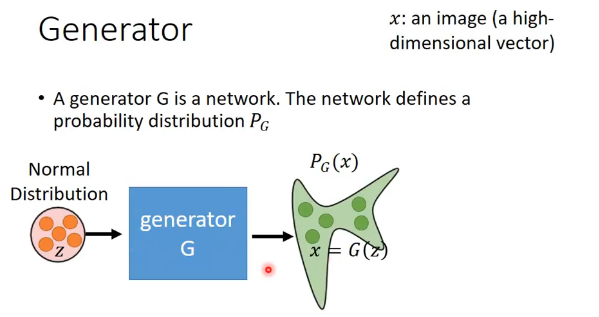 Generator
x: an image (a high-
dimensional vector)
• A generator G is a network. The network defines a
probability distribution P_G
Normal
Distribution
z
generator
G
P_G(x)
x = G(z)